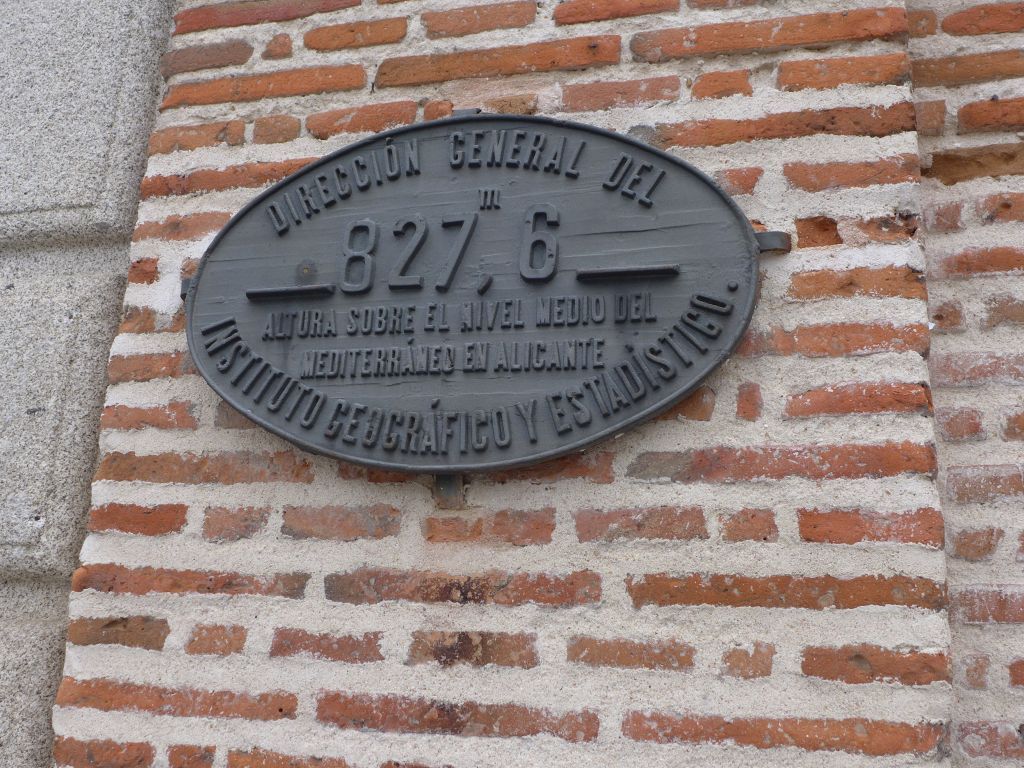 DIRECCIÓN GENERAL DEL
827,6 m
ALTURA SOBRE EL NIVEL MEDIO DEL
MEDITERRÁNEO EN ALICANTE
INSTITUTO GEOGRÁFICO Y ESTADÍSTICO.